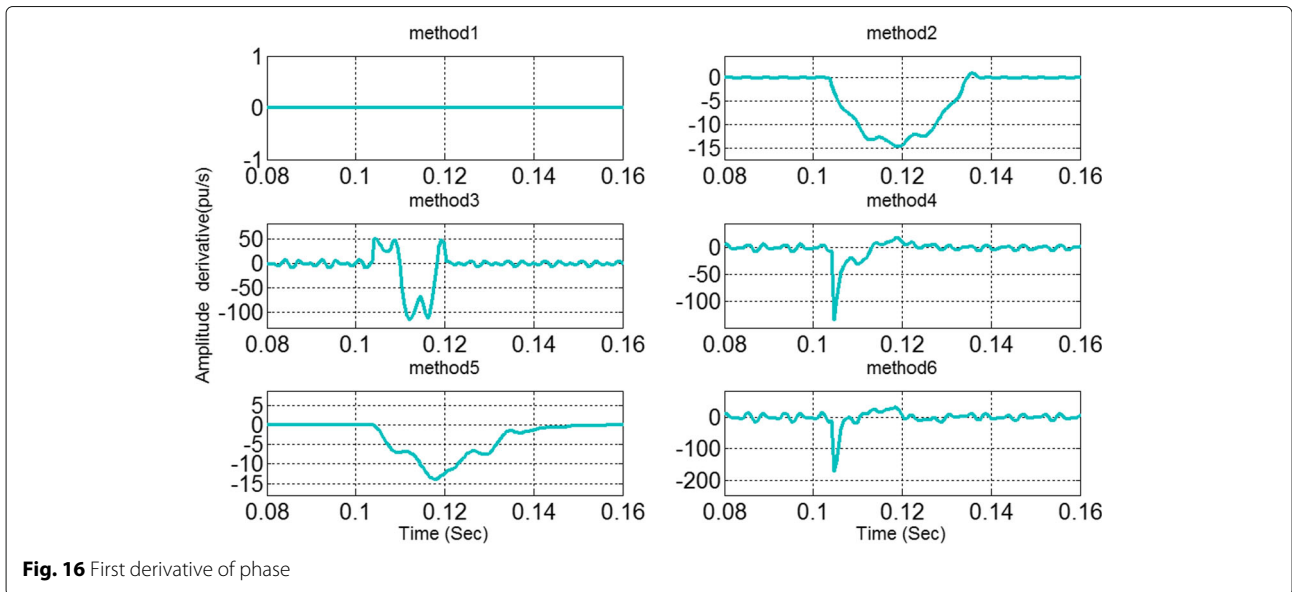 method1
1
0
-1
0.08 0.1 0.12 0.14 0.16
method2
0
-5
-10
-15
0.08 0.1 0.12 0.14 0.16
Amplitude derivative(pu/s)
method3
50
0
-50
-100
0.08 0.1 0.12 0.14 0.16
method4
0
-50
-100
0.08 0.1 0.12 0.14 0.16
method5
5
0
-5
-10
-15
0.08 0.1 0.12 0.14 0.16
Time (Sec)
method6
0
-100
-200
0.08 0.1 0.12 0.14 0.16
Time (Sec)
Fig. 16 First derivative of phase